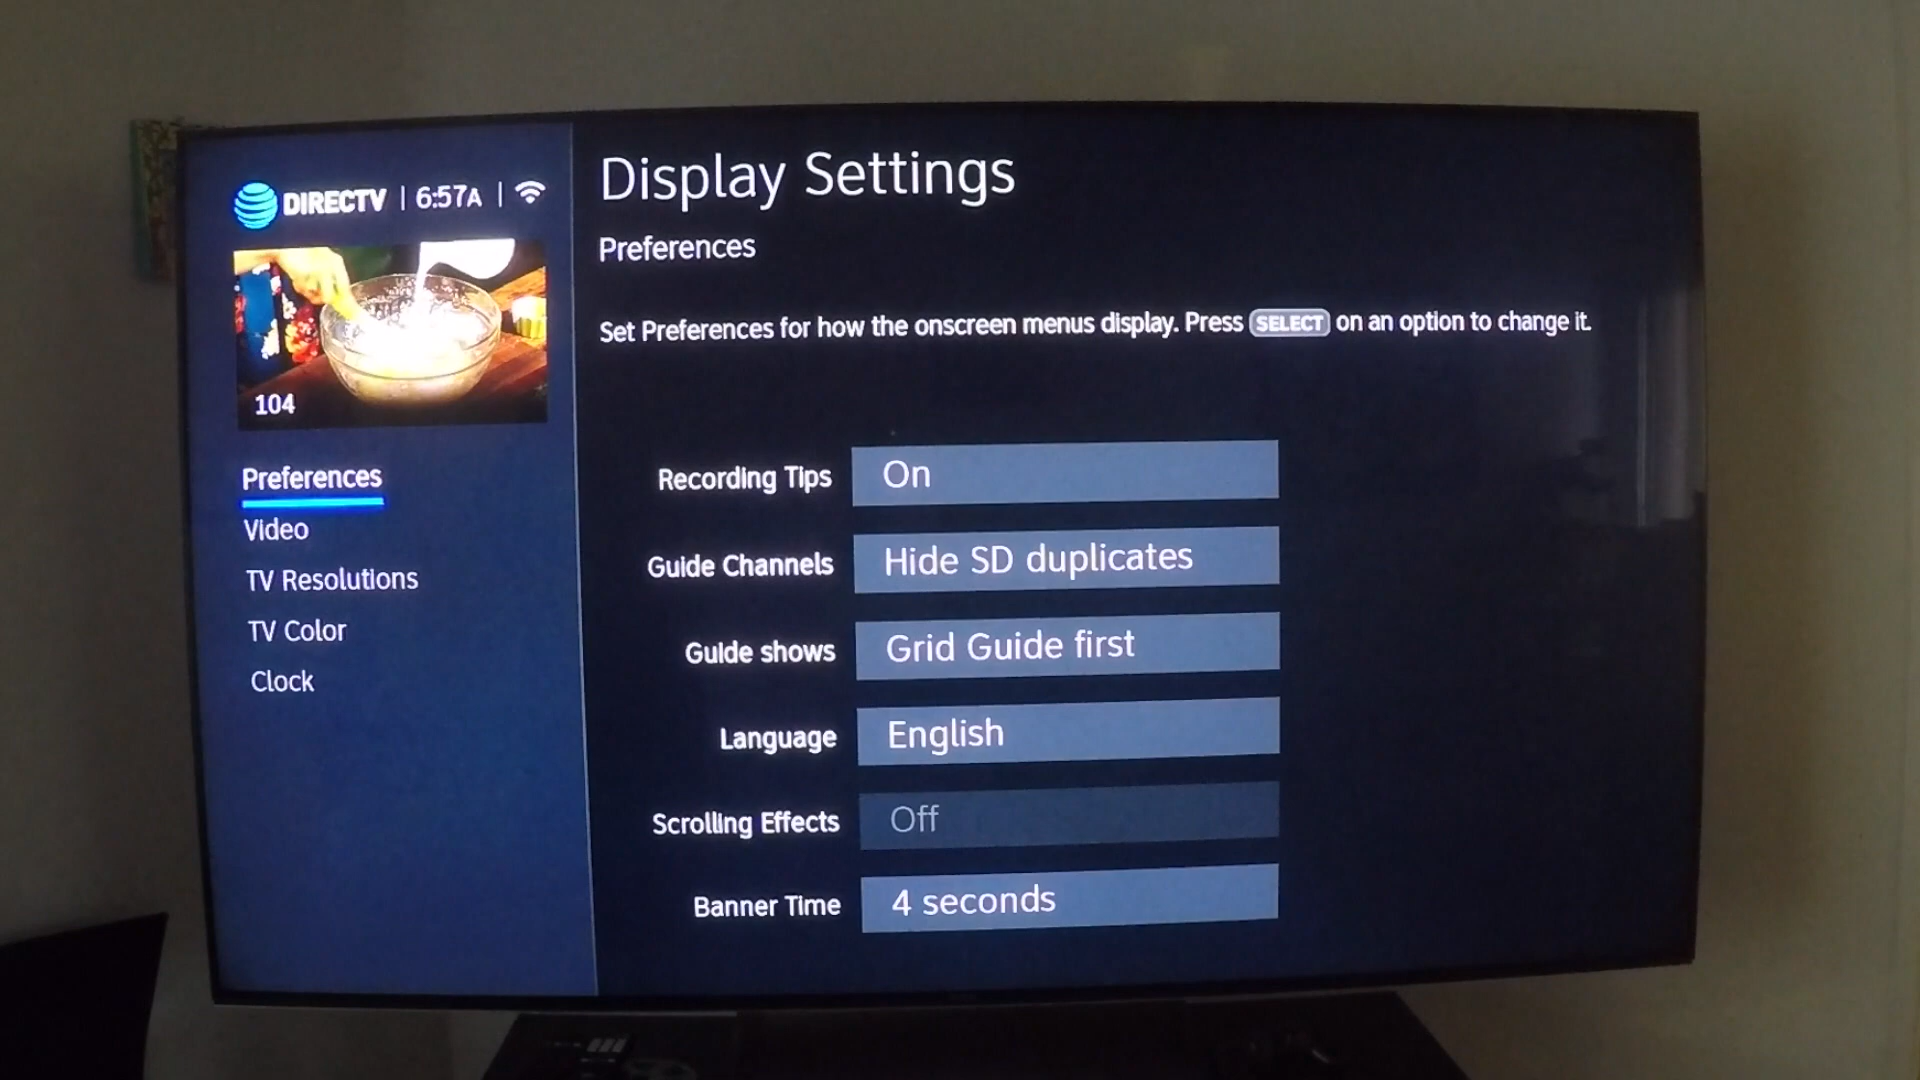 DIRECTV | 6:57A |
104
Preferences
Video
TV Resolutions
TV Color
Clock
Display Settings
Preferences
Set Preferences for how the onscreen menus display. Press SELECT on an option to change it.
Recording Tips On
Guide Channels Hide SD duplicates
Guide shows Grid Guide first
Language English
Scrolling Effects Off
Banner Time 4 seconds